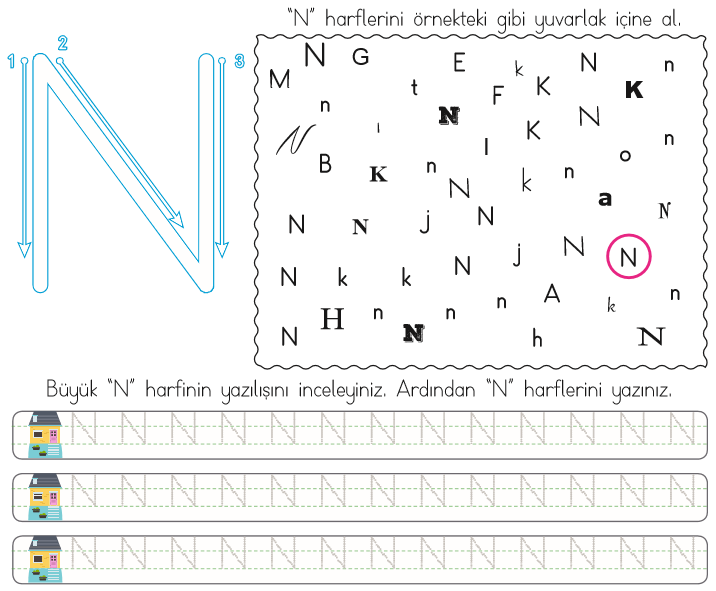 "N" harflerini örnekteki gibi yuvarlak içine al.
1 2 3
N G E k N n
M t F K K
n N N
N ı I K n
B K n N k n o
a N
N N j N
j N N
N k k N
n A k n
H n N n
N h N
Büyük "N" harfinin yazılışını inceleyiniz. Ardından "N" harflerini yazınız.
N N N N N N N N N N N N N
N N N N N N N N N N N N N
N N N N N N N N N N N N N